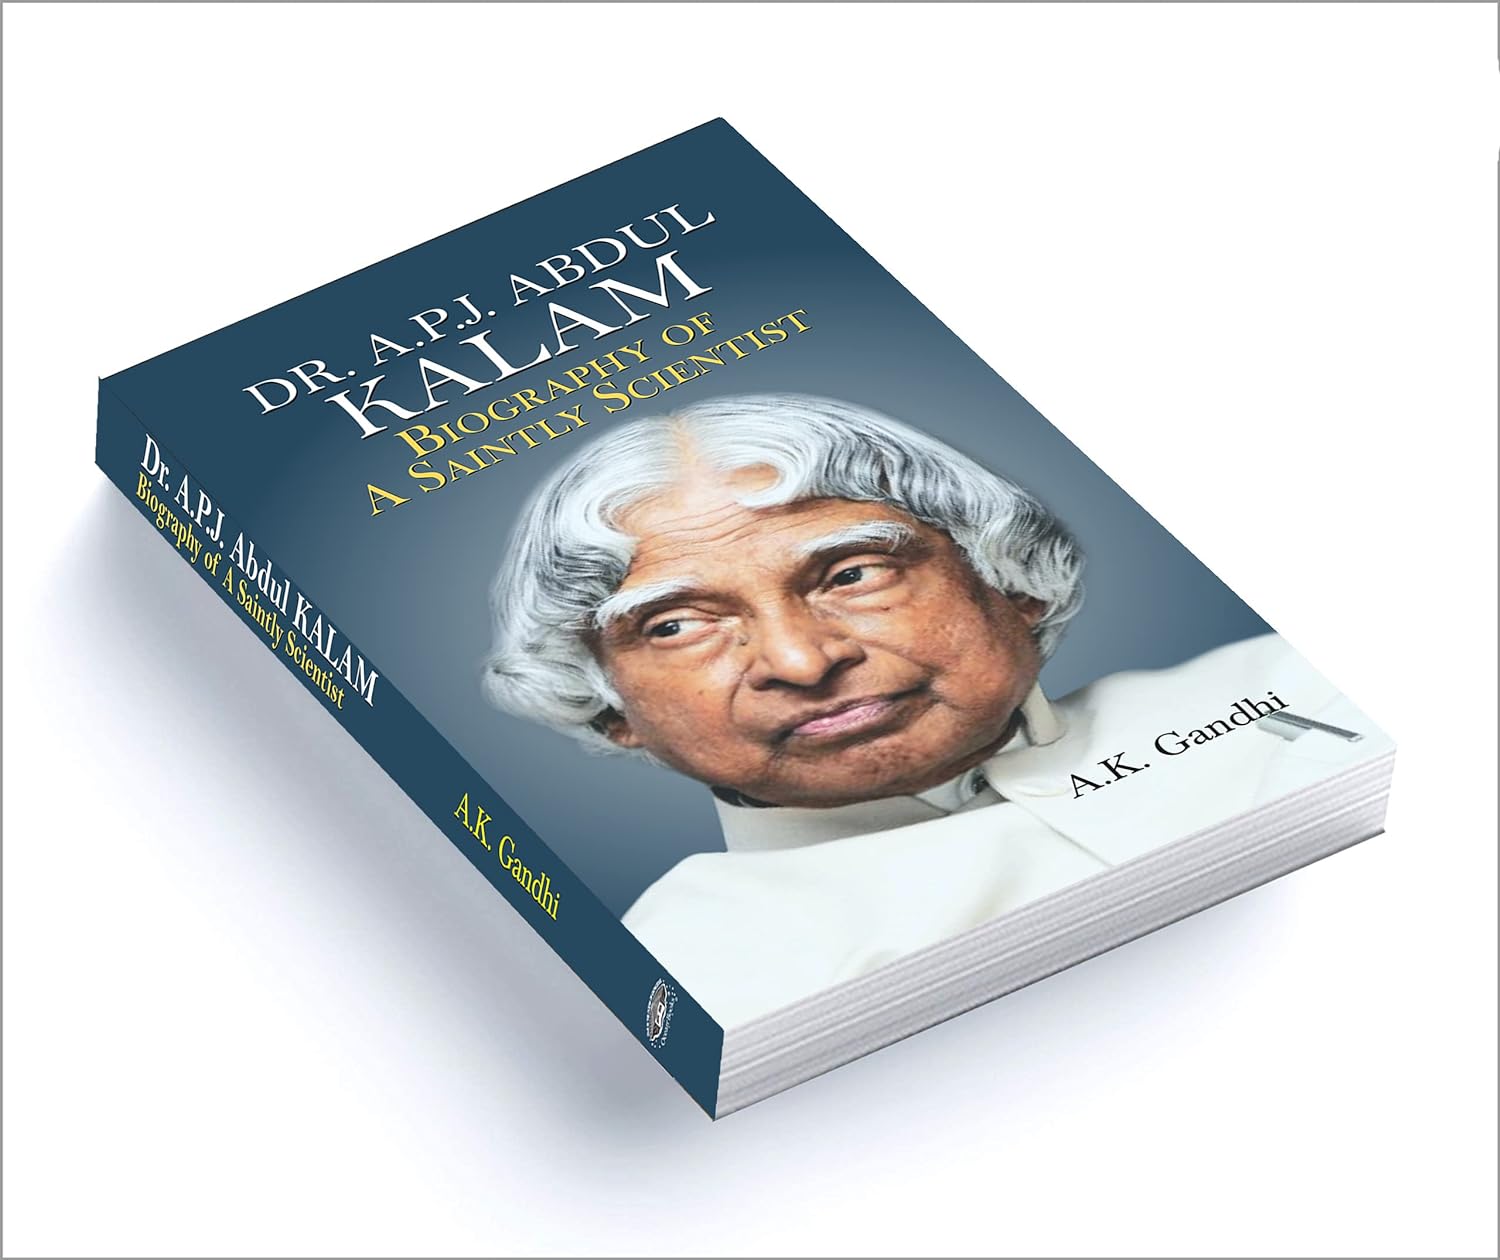 DR. A.P.J. ABDUL
KALAM
BIOGRAPHY OF
A SAINTLY SCIENTIST
A.K. Gandhi
Dr. A.P.J. Abdul KALAM
Biography of A Saintly Scientist
A.K. Gandhi